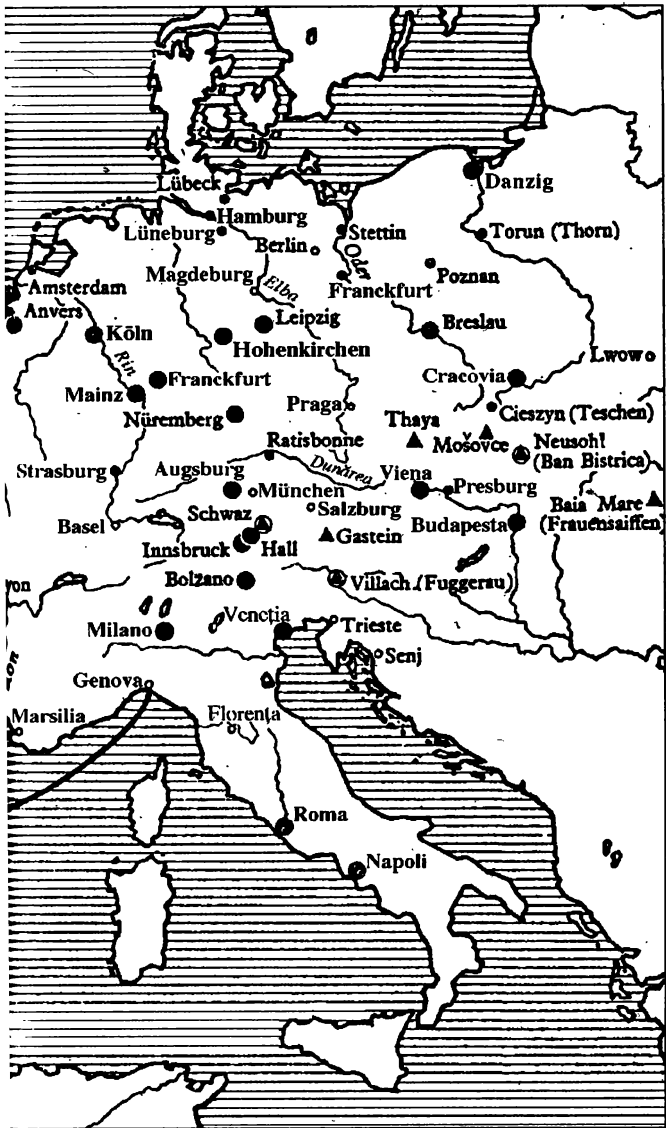 Lübeck
Danzig
Hamburg
Lüneburg
Stettin
Torun (Thorn)
Berlin
Oder
Poznan
Magdeburg
Elba
Amsterdam
Franckfurt
Anvers
Leipzig
Breslau
Köln
Hohenkirchen
Rin
Lwow
Franckfurt
Cracovia
Mainz
Praga
Cieszyn (Teschen)
Nüremberg
Thaya
Mošovce
Neusohl
(Ban Bistrica)
Ratisbonne
Strasburg
Augsburg
Dunărea
Viena
München
Presburg
Salzburg
Baia Mare
(Frauensaiffen)
Basel
Schwaz
Budapesta
Innsbruck
Hall
Gastein
Bolzano
Villach (Fuggerau)
yon
Milano
Venetia
Trieste
Senj
Genova
Marsilia
Florența
Roma
Napoli